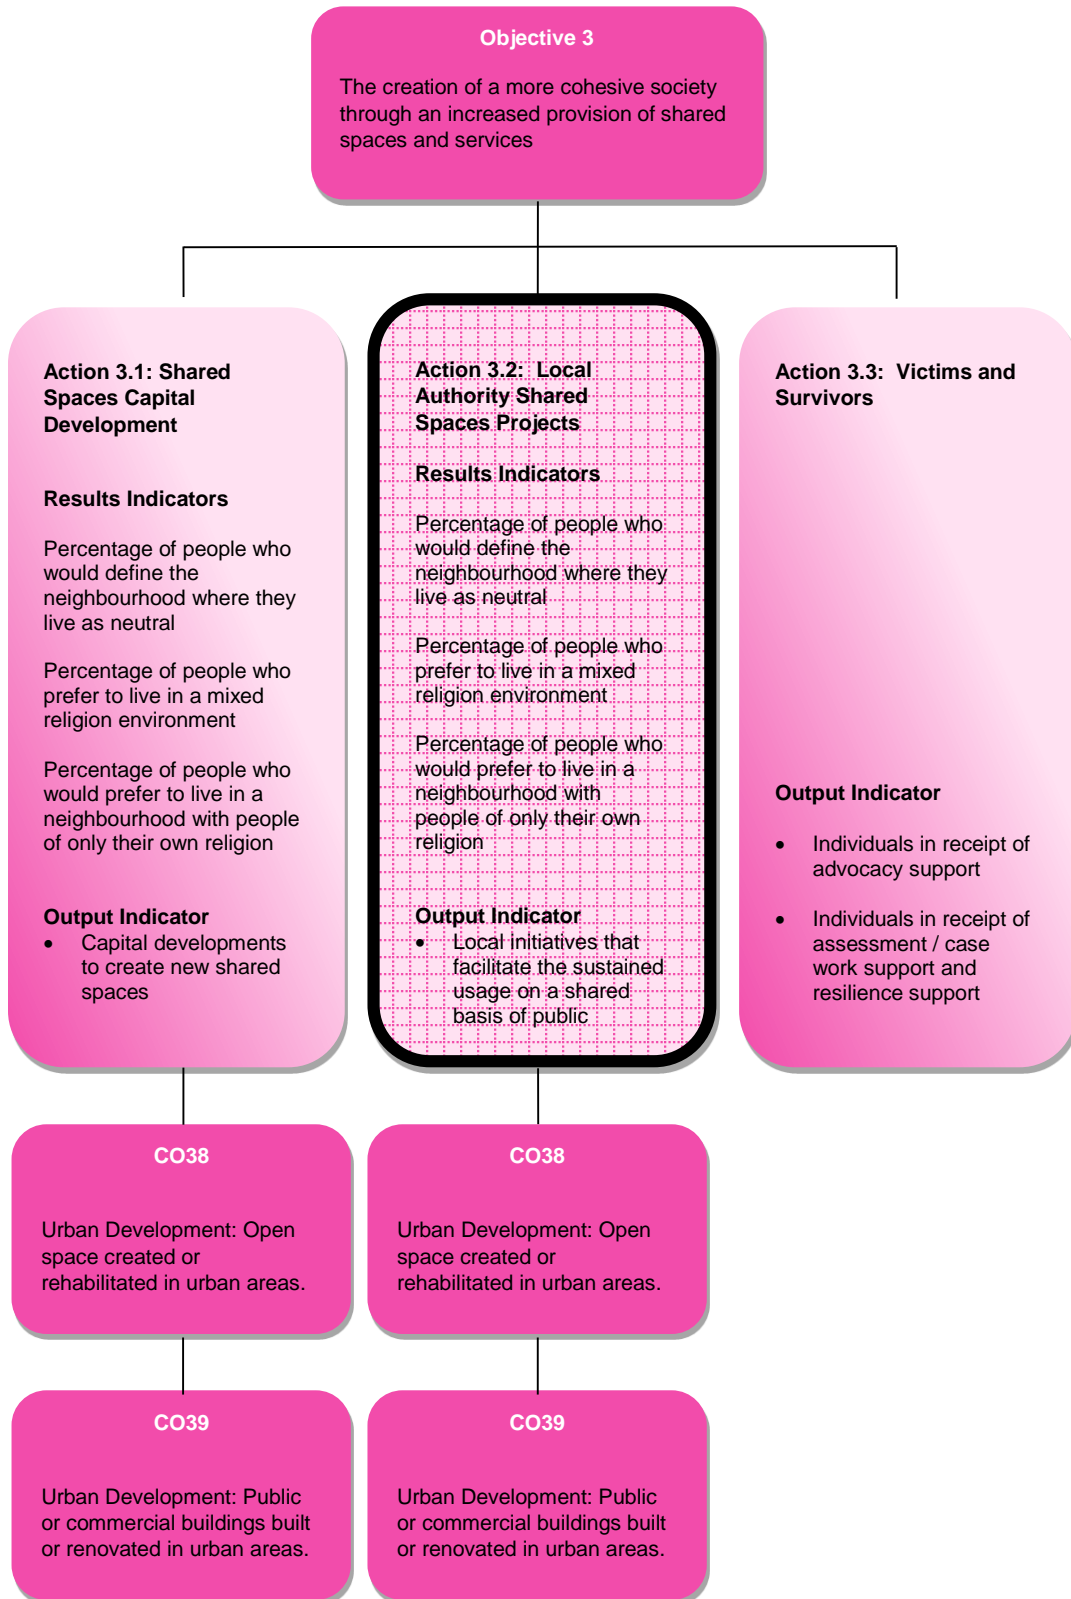 Objective 3
The creation of a more cohesive society
through an increased provision of shared
spaces and services
Action 3.1: Shared
Spaces Capital
Development
Results Indicators
Percentage of people who
would define the
neighbourhood where they
live as neutral
Percentage of people who
prefer to live in a mixed
religion environment
Percentage of people who
would prefer to live in a
neighbourhood with people
of only their own religion
Output Indicator
• Capital developments
to create new shared
spaces
Action 3.2: Local
Authority Shared
Spaces Projects
Results Indicators
Percentage of people who
would define the
neighbourhood where they
live as neutral
Percentage of people who
prefer to live in a mixed
religion environment
Percentage of people who
would prefer to live in a
neighbourhood with
people of only their own
religion
Output Indicator
• Local initiatives that
facilitate the sustained
usage on a shared
basis of public
Action 3.3: Victims and
Survivors
Output Indicator
• Individuals in receipt of
advocacy support
• Individuals in receipt of
assessment / case
work support and
resilience support
CO38
Urban Development: Open
space created or
rehabilitated in urban areas.
CO38
Urban Development: Open
space created or
rehabilitated in urban areas.
CO39
Urban Development: Public
or commercial buildings built
or renovated in urban areas.
CO39
Urban Development: Public
or commercial buildings built
or renovated in urban areas.